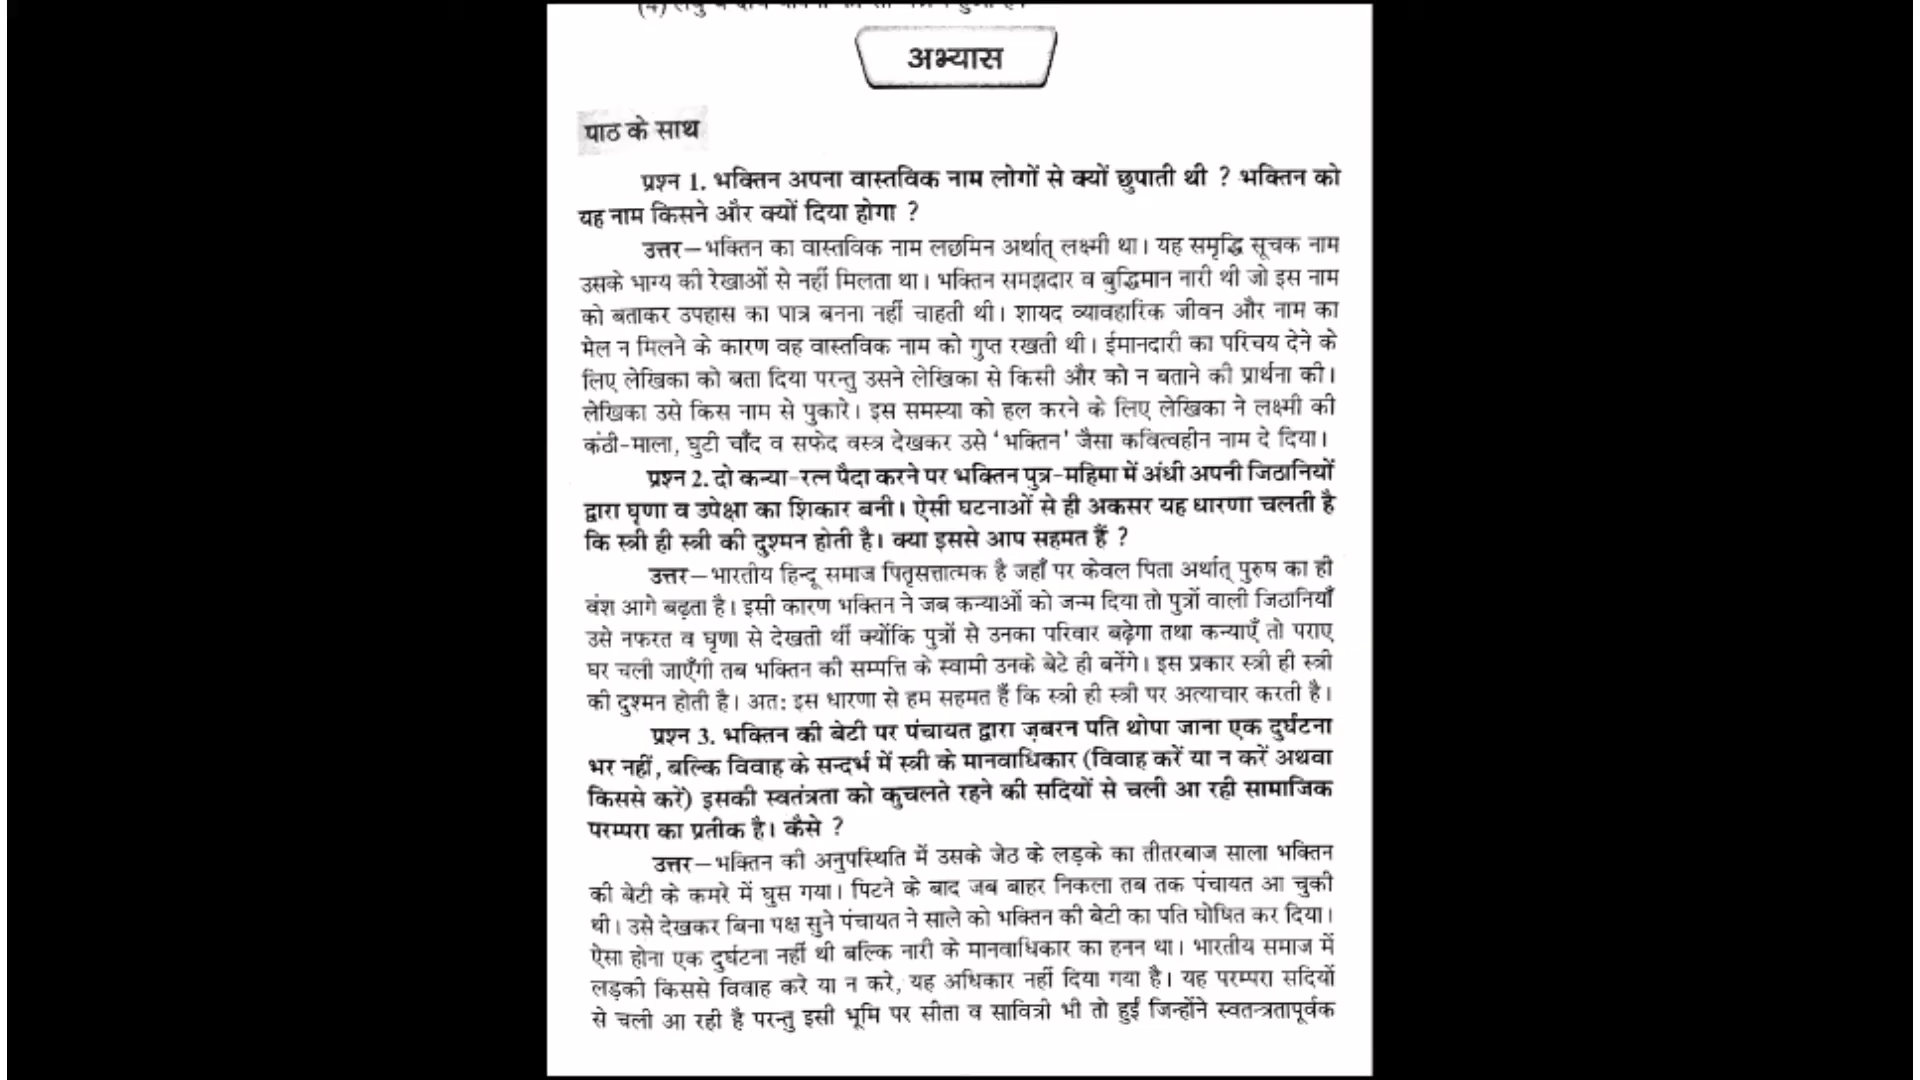 अभ्यास
पाठ के साथ
प्रश्न 1. भक्तिन अपना वास्तविक नाम लोगों से क्यों छुपाती थी ? भक्तिन को
यह नाम किसने और क्यों दिया होगा ?
उत्तर—भक्तिन का वास्तविक नाम लछमिन अर्थात् लक्ष्मी था। यह समृद्धि सूचक नाम
उसके भाग्य की रेखाओं से नहीं मिलता था। भक्तिन समझदार व बुद्धिमान नारी थी जो इस नाम
को बताकर उपहास का पात्र बनना नहीं चाहती थी। शायद व्यावहारिक जीवन और नाम का
मेल न मिलने के कारण वह वास्तविक नाम को गुप्त रखती थी। ईमानदारी का परिचय देने के
लिए लेखिका को बता दिया परन्तु उसने लेखिका से किसी और को न बताने की प्रार्थना की।
लेखिका उसे किस नाम से पुकारे। इस समस्या को हल करने के लिए लेखिका ने लक्ष्मी की
कंठी-माला, घुटी चाँद व सफेद वस्त्र देखकर उसे ‘भक्तिन’ जैसा कवित्वहीन नाम दे दिया।
प्रश्न 2. दो कन्या-रत्न पैदा करने पर भक्तिन पुत्र-महिमा में अंधी अपनी जिठानियों
द्वारा घृणा व उपेक्षा का शिकार बनी। ऐसी घटनाओं से ही अकसर यह धारणा चलती है
कि स्त्री ही स्त्री की दुश्मन होती है। क्या इससे आप सहमत हैं ?
उत्तर—भारतीय हिन्दू समाज पितृसत्तात्मक है जहाँ पर केवल पिता अर्थात् पुरुष का ही
वंश आगे बढ़ता है। इसी कारण भक्तिन ने जब कन्याओं को जन्म दिया तो पुत्रों वाली जिठानियाँ
उसे नफरत व घृणा से देखती थीं क्योंकि पुत्रों से उनका परिवार बढ़ेगा तथा कन्याएँ तो पराए
घर चली जाएँगी तब भक्तिन की सम्पत्ति के स्वामी उनके बेटे ही बनेंगे। इस प्रकार स्त्री ही स्त्री
की दुश्मन होती है। अत: इस धारणा से हम सहमत हैं कि स्त्री ही स्त्री पर अत्याचार करती है।
प्रश्न 3. भक्तिन की बेटी पर पंचायत द्वारा ज़बरन पति थोपा जाना एक दुर्घटना
भर नहीं, बल्कि विवाह के सन्दर्भ में स्त्री के मानवाधिकार (विवाह करें या न करें अथवा
किससे करें) इसकी स्वतंत्रता को कुचलते रहने की सदियों से चली आ रही सामाजिक
परम्परा का प्रतीक है। कैसे ?
उत्तर—भक्तिन की अनुपस्थिति में उसके जेठ के लड़के का तीतरबाज साला भक्तिन
की बेटी के कमरे में घुस गया। पिटने के बाद जब बाहर निकला तब तक पंचायत आ चुकी
थी। उसे देखकर बिना पक्ष सुने पंचायत ने साले को भक्तिन की बेटी का पति घोषित कर दिया।
ऐसा होना एक दुर्घटना नहीं थी बल्कि नारी के मानवाधिकार का हनन था। भारतीय समाज में
लड़की किससे विवाह करे या न करे, यह अधिकार नहीं दिया गया है। यह परम्परा सदियों
से चली आ रही है परन्तु इसी भूमि पर सीता व सावित्री भी तो हुईं जिन्होंने स्वतन्त्रतापूर्वक